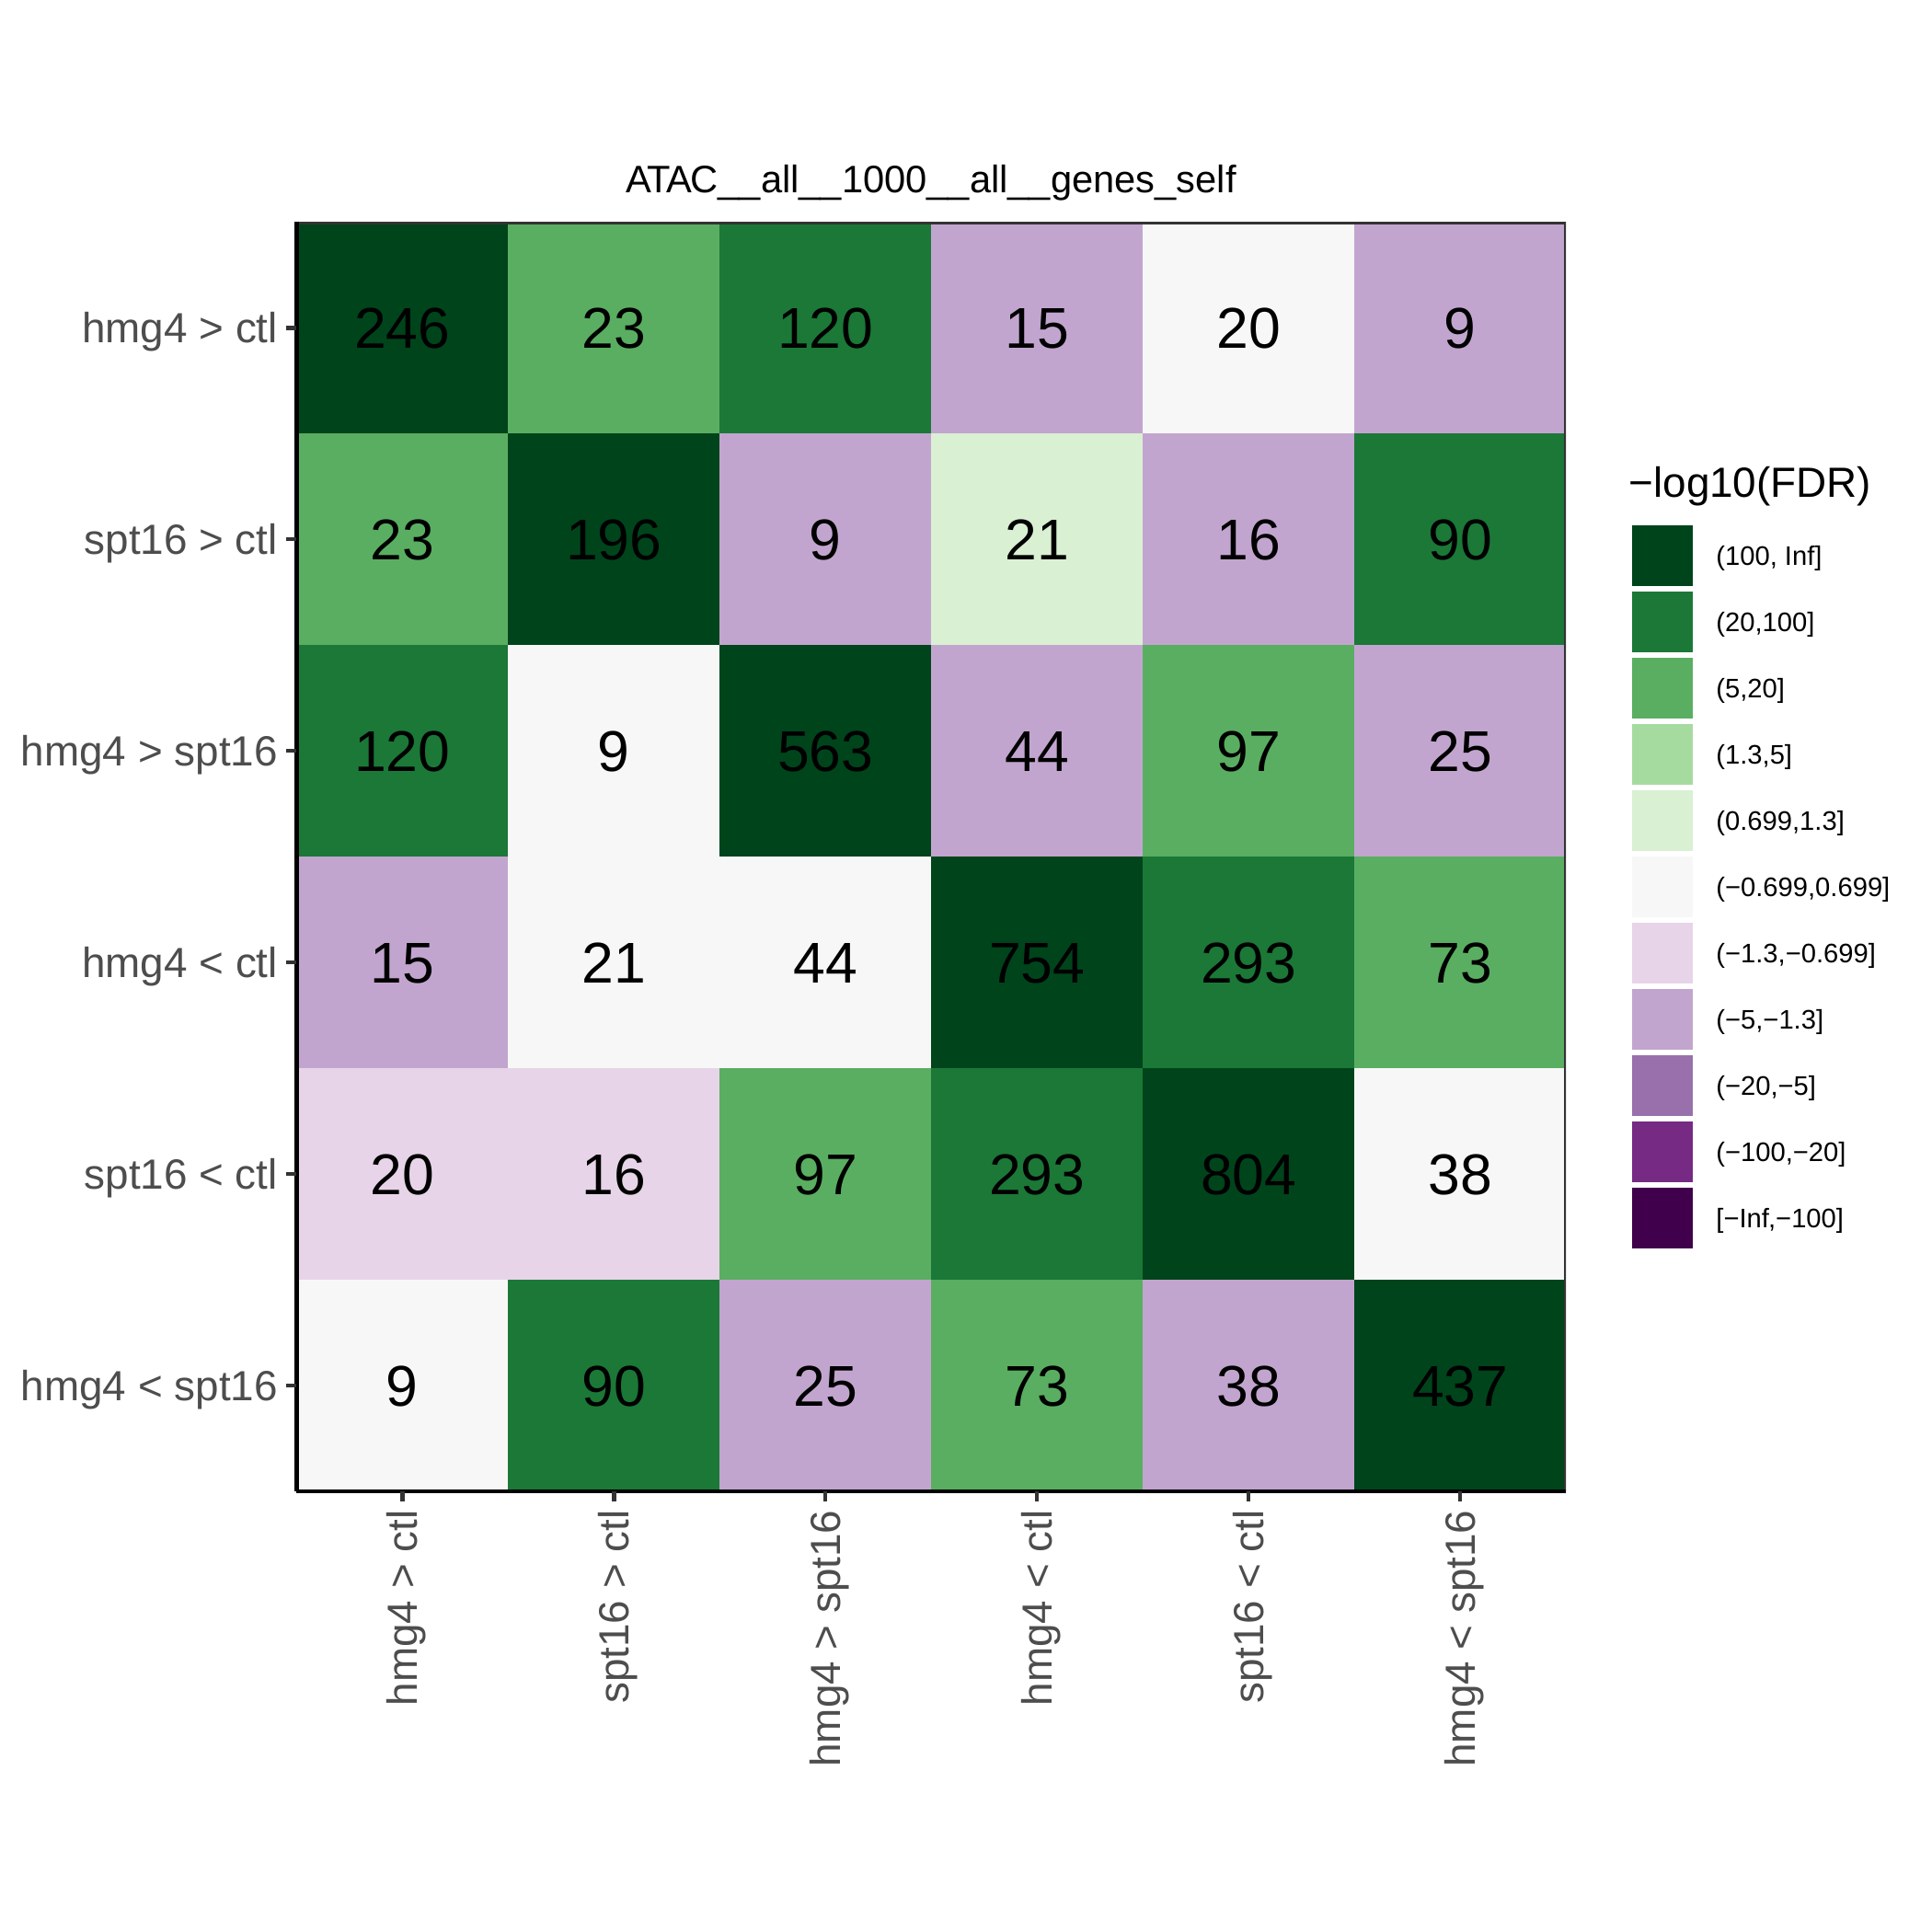 ATAC__all__1000__all__genes_self
hmg4 > ctl 246 23 120 15 20 9
spt16 > ctl 23 196 9 21 16 90
hmg4 > spt16 120 9 563 44 97 25
hmg4 < ctl 15 21 44 754 293 73
spt16 < ctl 20 16 97 293 804 38
hmg4 < spt16 9 90 25 73 38 437
hmg4 > ctl
spt16 > ctl
hmg4 > spt16
hmg4 < ctl
spt16 < ctl
hmg4 < spt16
−log10(FDR)
(100, Inf]
(20,100]
(5,20]
(1.3,5]
(0.699,1.3]
(−0.699,0.699]
(−1.3,−0.699]
(−5,−1.3]
(−20,−5]
(−100,−20]
[−Inf,−100]